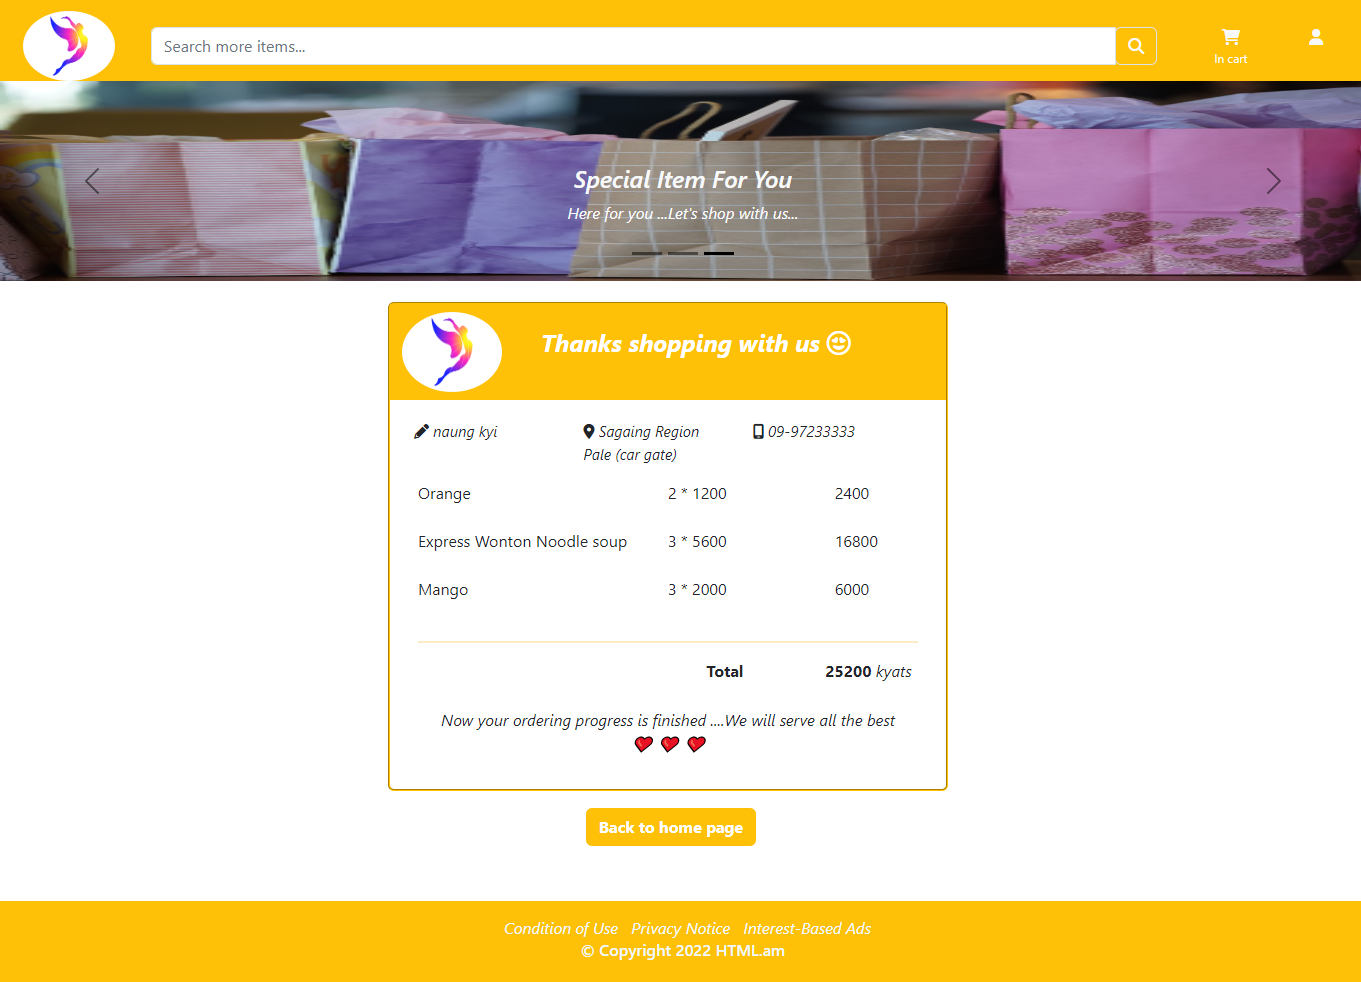 Search more items...
In cart
Special Item For You
Here for you ...Let's shop with us...
Thanks shopping with us
naung kyi
Sagaing Region
Pale (car gate)
09-97233333
Orange 2 * 1200 2400
Express Wonton Noodle soup 3 * 5600 16800
Mango 3 * 2000 6000
Total 25200 kyats
Now your ordering progress is finished ....We will serve all the best
Back to home page
Condition of Use Privacy Notice Interest-Based Ads
© Copyright 2022 HTML.am